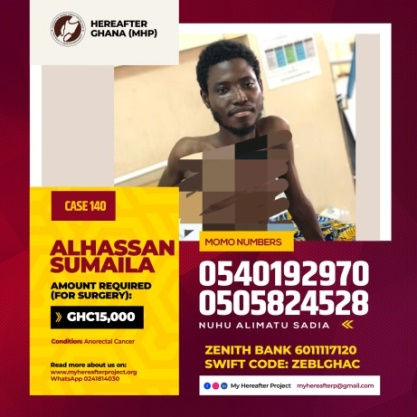 HEREAFTER
GHANA (MHP)
CASE 140
ALHASSAN
SUMAILA
AMOUNT REQUIRED
(FOR SURGERY):
GHC15,000
Condition: Anorectal Cancer
Read more about us on:
www.myhereafterproject.org
WhatsApp 0241814030
MOMO NUMBERS
0540192970
0505824528
NUHU ALIMATU SADIA
ZENITH BANK 6011117120
SWIFT CODE: ZEBLGHAC
My Hereafter Project myhereafterp@gmail.com